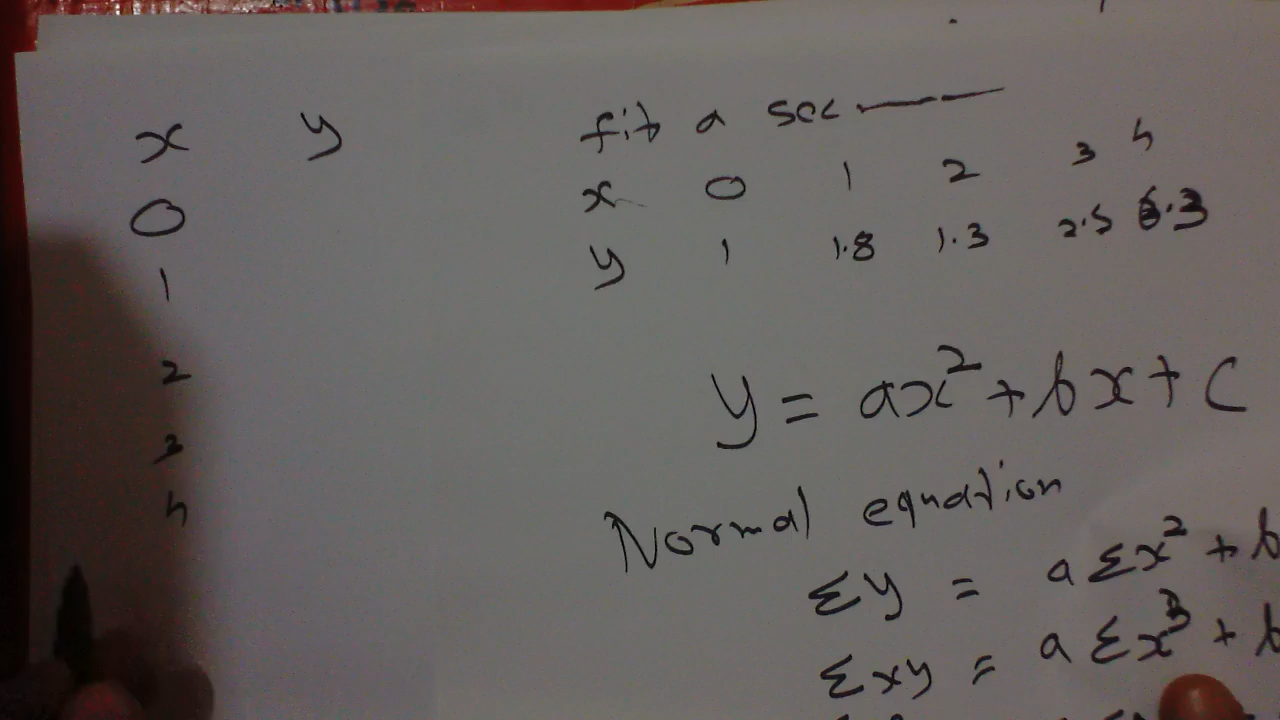 x y
0
1
2
3
4
fit a sec
x 0 1 2 3 4
y 1 1.8 1.3 2.5 6.3
y = ax² + bx + c
Normal equation
Σy = aΣx² + b
Σxy = aΣx³ + b